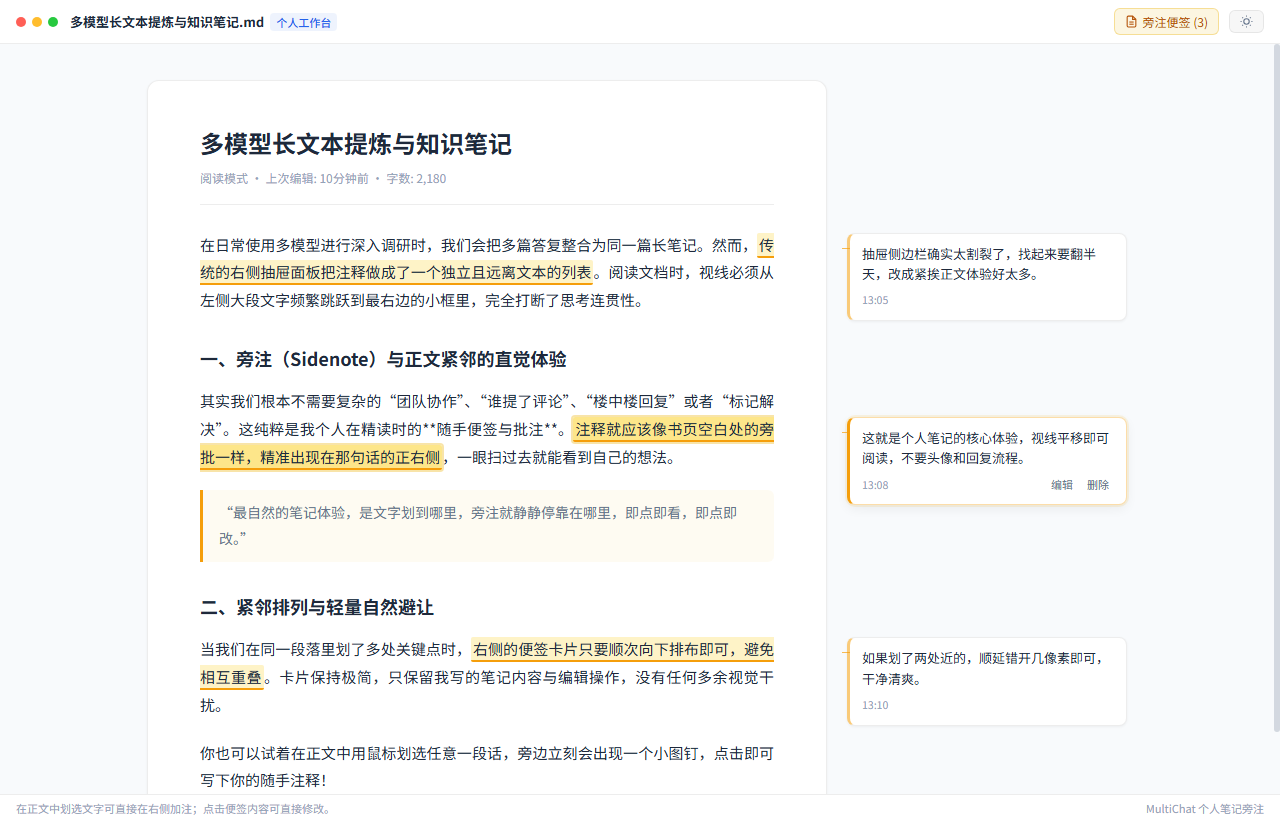 多模型长文本提炼与知识笔记.md 个人工作台 旁注便签 (3)
多模型长文本提炼与知识笔记
阅读模式 • 上次编辑: 10分钟前 • 字数: 2,180
在日常使用多模型进行深入调研时，我们会把多篇答复整合为同一篇长笔记。然而，传
统的右侧抽屉面板把注释做成了一个独立且远离文本的列表。阅读文档时，视线必须从
左侧大段文字频繁跳跃到最右边的小框里，完全打断了思考连贯性。
抽屉侧边栏确实太割裂了，找起来要翻半
天，改成紧挨正文体验好太多。
13:05
一、旁注（Sidenote）与正文紧邻的直觉体验
其实我们根本不需要复杂的“团队协作”、“谁提了评论”、“楼中楼回复”或者“标记解
决”。这纯粹是我个人在精读时的**随手便签与批注**。注释就应该像书页空白处的旁
批一样，精准出现在那句话的正右侧，一眼扫过去就能看到自己的想法。
这就是个人笔记的核心体验，视线平移即可
阅读，不要头像和回复流程。
13:08 编辑 删除
“最自然的笔记体验，是文字划到哪里，旁注就静静停靠在哪里，即点即看，即点即
改。”
二、紧邻排列与轻量自然避让
当我们在同一段落里划了多处关键点时，右侧的便签卡片只要顺次向下排布即可，避免
相互重叠。卡片保持极简，只保留我写的笔记内容与编辑操作，没有任何多余视觉干
扰。
如果划了两处近的，顺延错开几像素即可，
干净清爽。
13:10
你也可以试着在正文中用鼠标划选任意一段话，旁边立刻会出现一个小图钉，点击即可
写下你的随手注释！
在正文中划选文字可直接在右侧加注；点击便签内容可直接修改。 MultiChat 个人笔记旁注